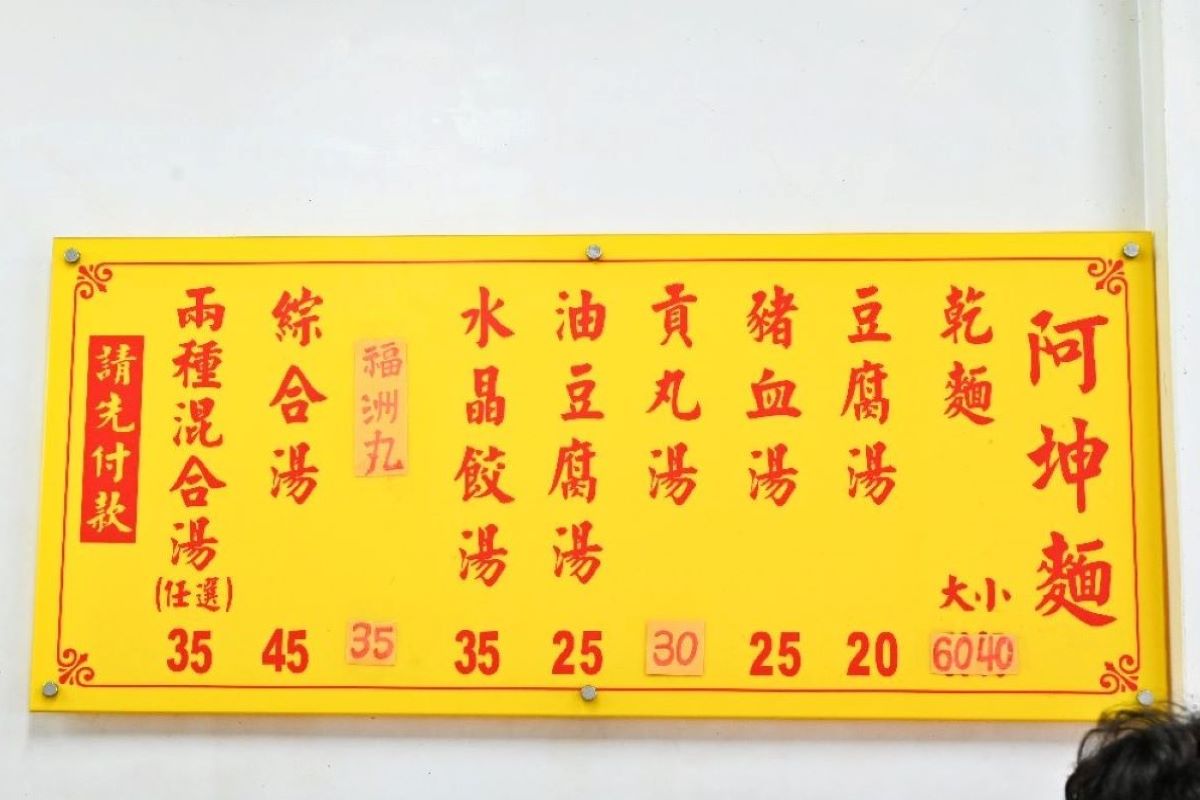 阿坤麵
乾麵 大小 6040
豆腐湯 20
豬血湯 25
貢丸湯 30
油豆腐湯 25
水晶餃湯 35
福洲丸 35
綜合湯 45
兩種混合湯(任選) 35
請先付款